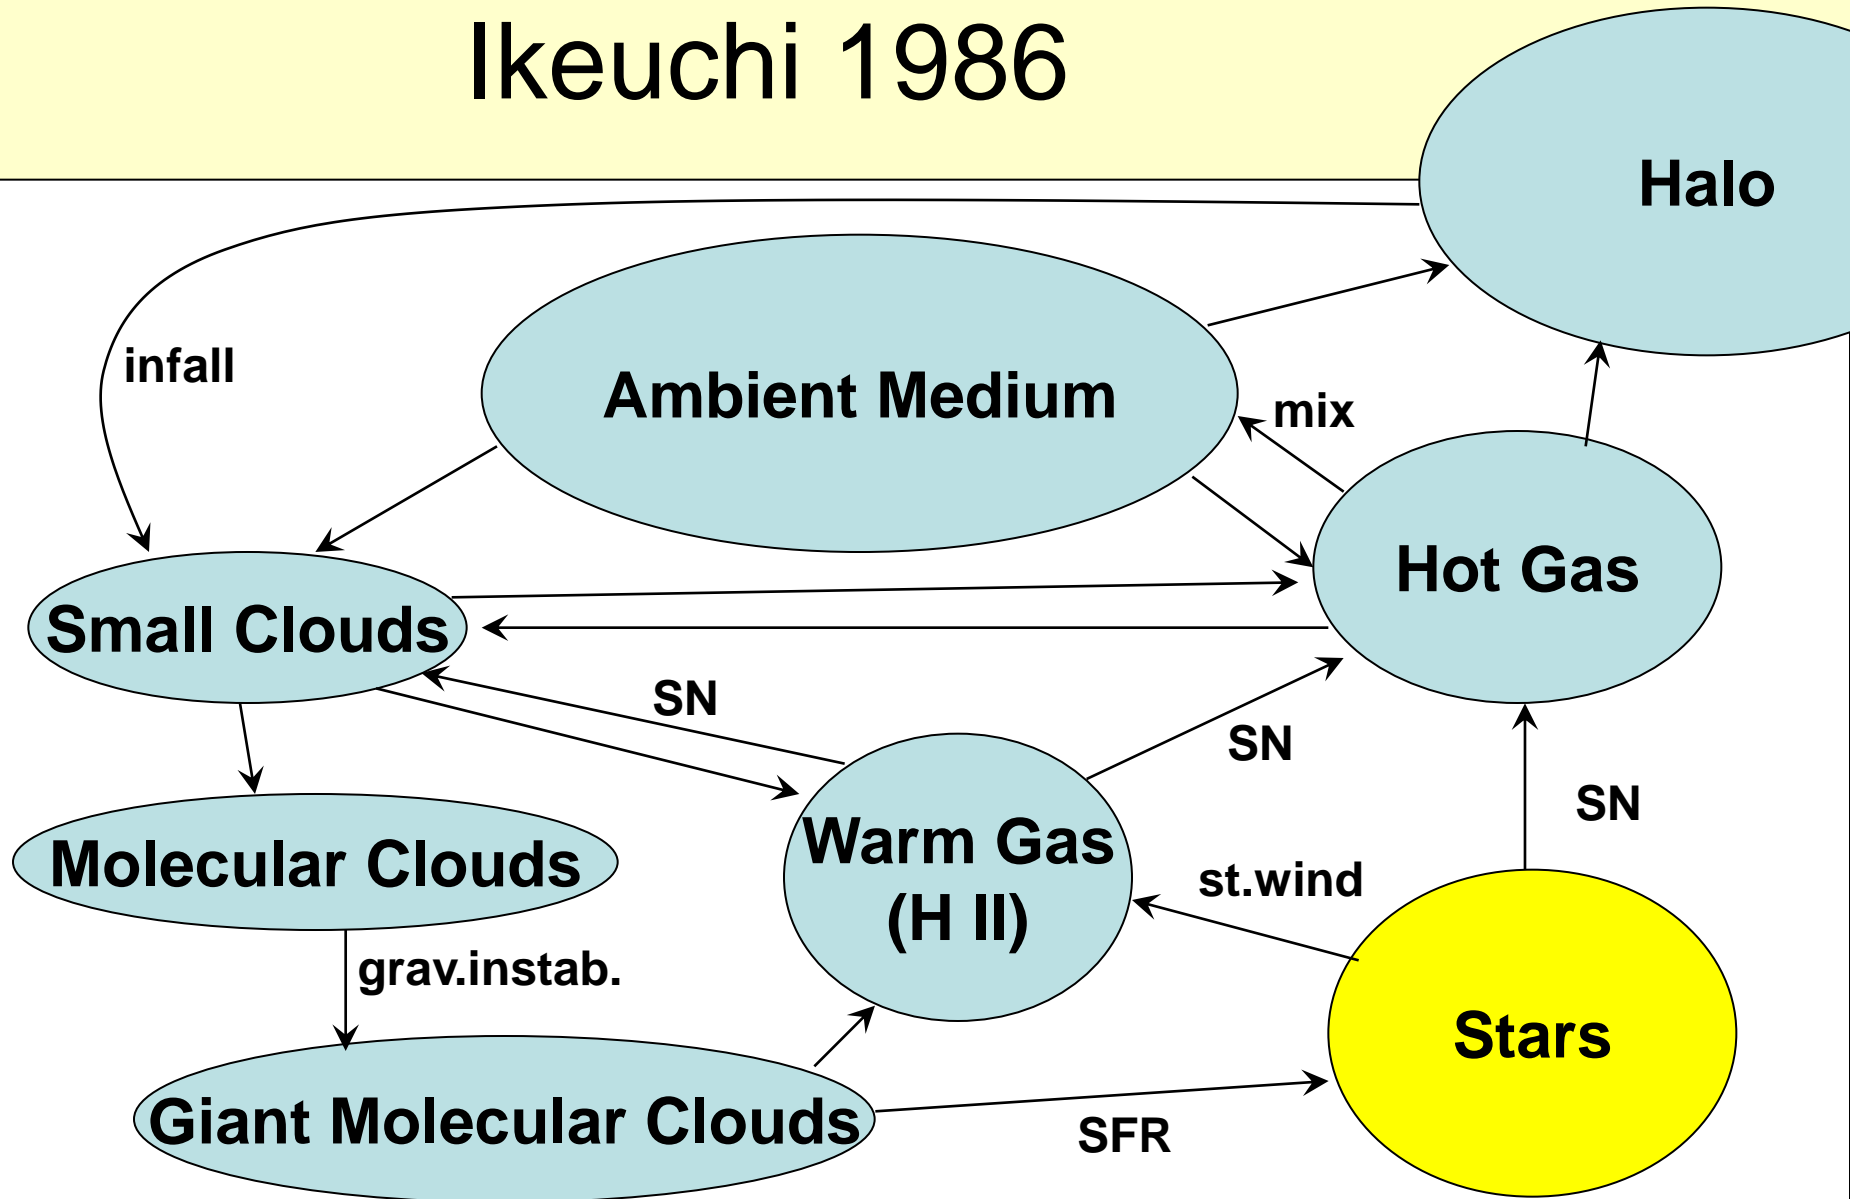 Ikeuchi 1986
Halo
infall
Ambient Medium
mix
Hot Gas
Small Clouds
SN
SN
SN
Warm Gas
(H II)
Molecular Clouds
st.wind
grav.instab.
Stars
Giant Molecular Clouds
SFR